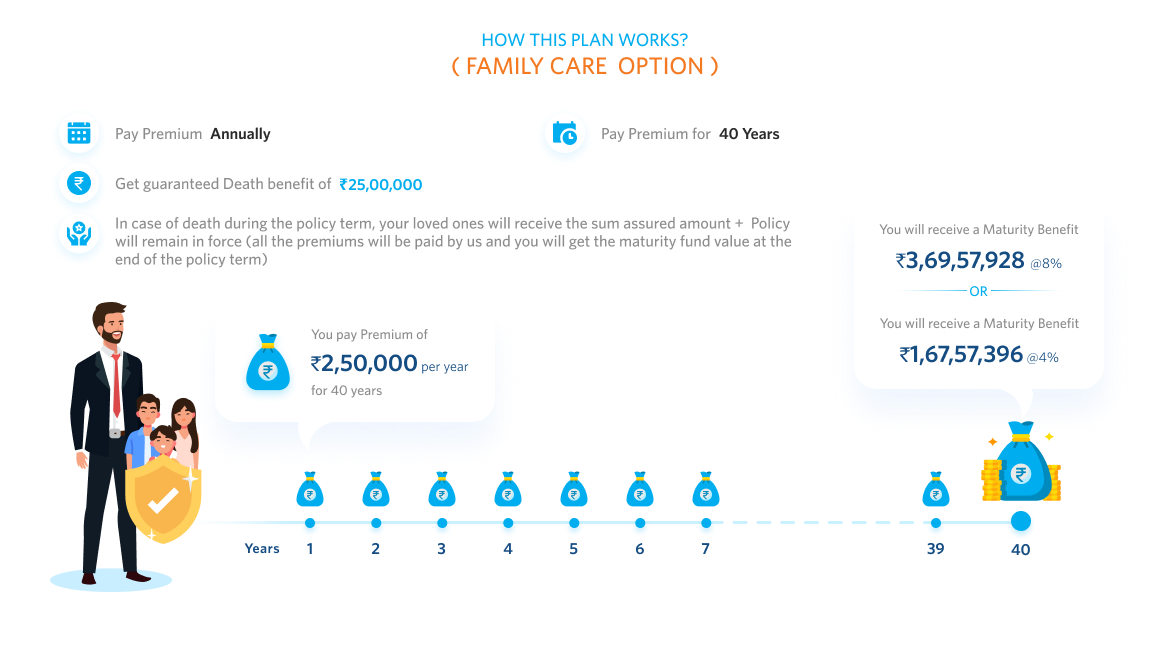 HOW THIS PLAN WORKS?
( FAMILY CARE OPTION )
Pay Premium Annually
Pay Premium for 40 Years
Get guaranteed Death benefit of ₹25,00,000
In case of death during the policy term, your loved ones will receive the sum assured amount + Policy
will remain in force (all the premiums will be paid by us and you will get the maturity fund value at the
end of the policy term)
You will receive a Maturity Benefit
₹3,69,57,928 @8%
OR
You will receive a Maturity Benefit
₹1,67,57,396 @4%
You pay Premium of
₹2,50,000 per year
for 40 years
Years 1 2 3 4 5 6 7 39 40